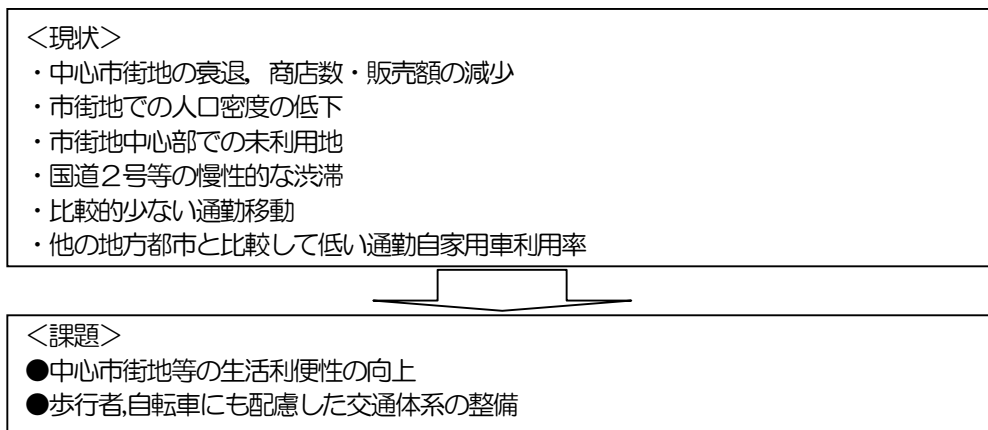 ＜現状＞
・中心市街地の衰退，商店数・販売額の減少
・市街地での人口密度の低下
・市街地中心部での未利用地
・国道２号等の慢性的な渋滞
・比較的少ない通勤移動
・他の地方都市と比較して低い通勤自家用車利用率
＜課題＞
●中心市街地等の生活利便性の向上
●歩行者,自転車にも配慮した交通体系の整備